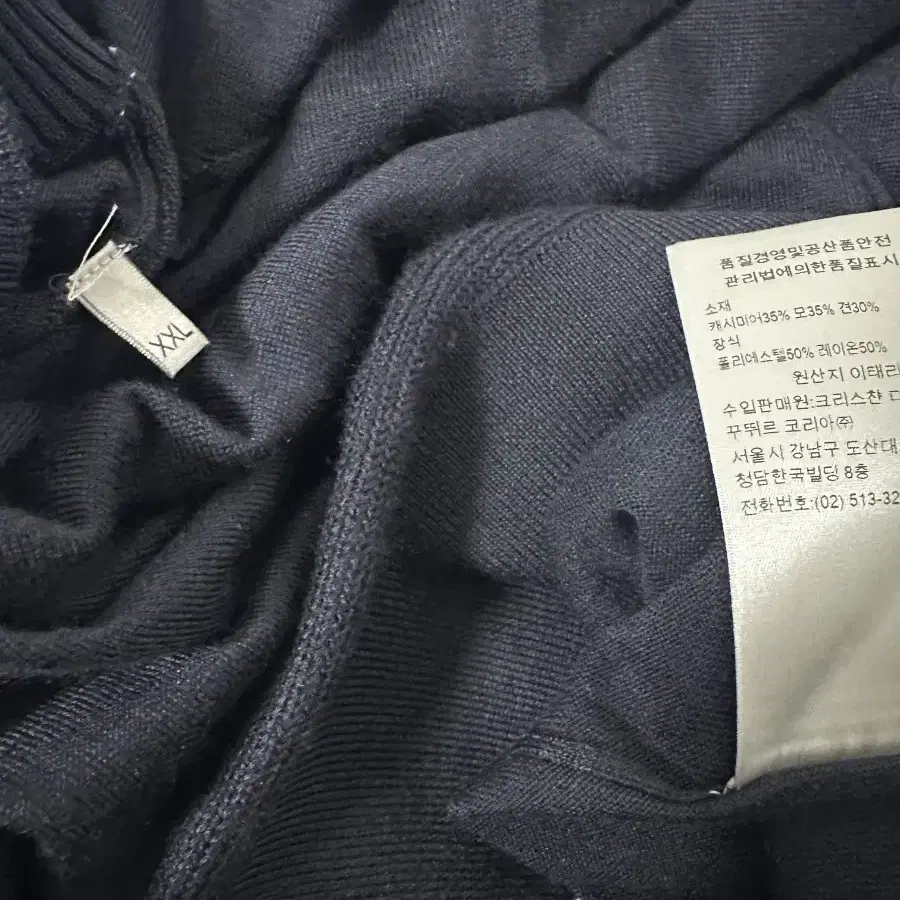 XXL
품질경영및공산품안전
관리법에의한품질표시
소재
캐시미어35% 모35% 견30%
장식
폴리에스텔50% 레이온50%
원산지 이태리
수입판매원:크리스챤 디
꾸뛰르 코리아㈜
서울시 강남구 도산대
청담한국빌딩 8층
전화번호:(02) 513-32